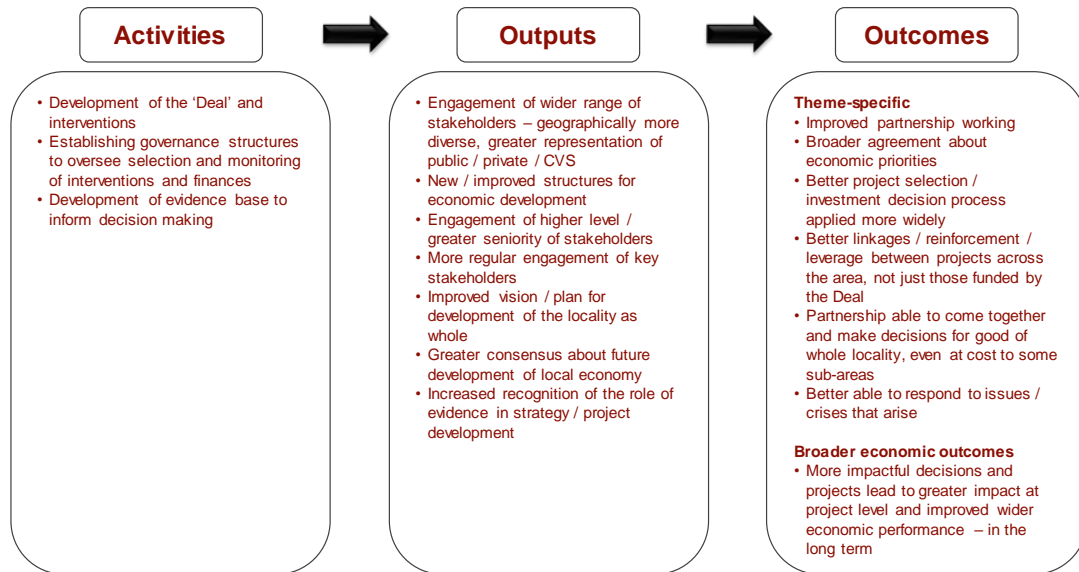 Activities
Outputs
Outcomes
• Development of the ‘Deal’ and
interventions
• Establishing governance structures
to oversee selection and monitoring
of interventions and finances
• Development of evidence base to
inform decision making
• Engagement of wider range of
stakeholders – geographically more
diverse, greater representation of
public / private / CVS
• New / improved structures for
economic development
• Engagement of higher level /
greater seniority of stakeholders
• More regular engagement of key
stakeholders
• Improved vision / plan for
development of the locality as
whole
• Greater consensus about future
development of local economy
• Increased recognition of the role of
evidence in strategy / project
development
Theme-specific
• Improved partnership working
• Broader agreement about
economic priorities
• Better project selection /
investment decision process
applied more widely
• Better linkages / reinforcement /
leverage between projects across
the area, not just those funded by
the Deal
• Partnership able to come together
and make decisions for good of
whole locality, even at cost to some
sub-areas
• Better able to respond to issues /
crises that arise
Broader economic outcomes
• More impactful decisions and
projects lead to greater impact at
project level and improved wider
economic performance – in the
long term